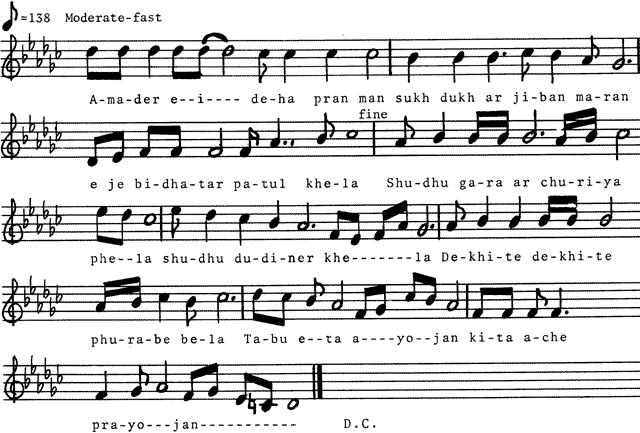 ♪=138 Moderate-fast
A-ma-der e--i---- de-ha pran man sukh dukh ar ji-ban ma-ran
fine
e je bi-dha-tar pa-tul khe-la Shu-dhu ga-ra ar chu-ri-ya
phe--la shu-dhu du-di-ner khe-------la De-khi-te de-khi-te
phu-ra-be be-la Ta-bu e--ta a----yo--jan ki-ta a-che
pra-yo---jan----------- D.C.